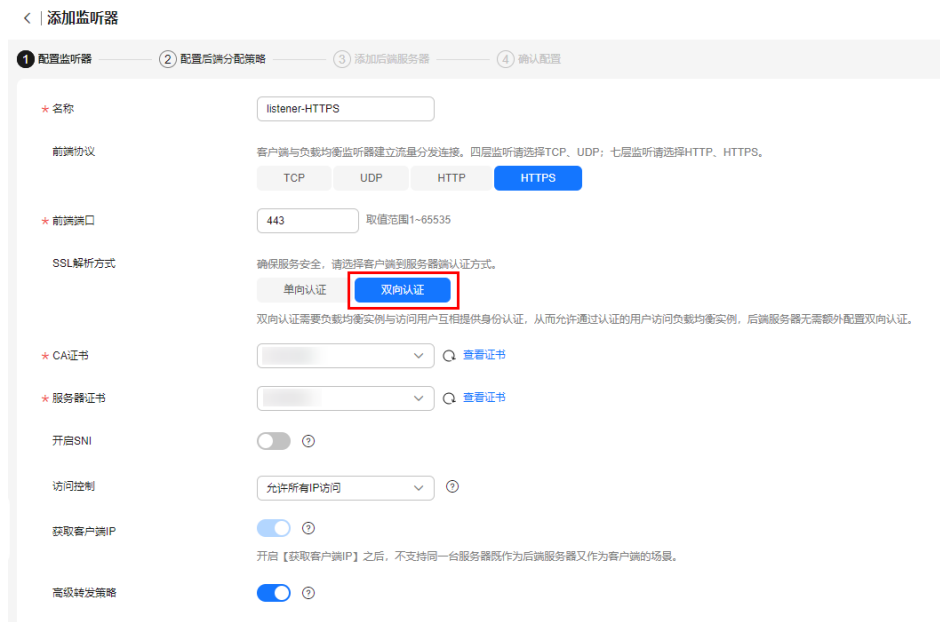 添加监听器
1 配置监听器 2 配置后端分配策略 3 添加后端服务器 4 确认配置
* 名称 listener-HTTPS
前端协议 客户端与负载均衡监听器建立流量分发连接。四层监听请选择TCP、UDP；七层监听请选择HTTP、HTTPS。
TCP UDP HTTP HTTPS
* 前端端口 443 取值范围1~65535
SSL解析方式 确保服务安全，请选择客户端到服务器端认证方式。
单向认证 双向认证
双向认证需要负载均衡实例与访问用户互相提供身份认证，从而允许通过认证的用户访问负载均衡实例，后端服务器无需额外配置双向认证。
* CA证书 查看证书
* 服务器证书 查看证书
开启SNI ?
访问控制 允许所有IP访问 ?
获取客户端IP ?
开启【获取客户端IP】之后，不支持同一台服务器既作为后端服务器又作为客户端的场景。
高级转发策略 ?